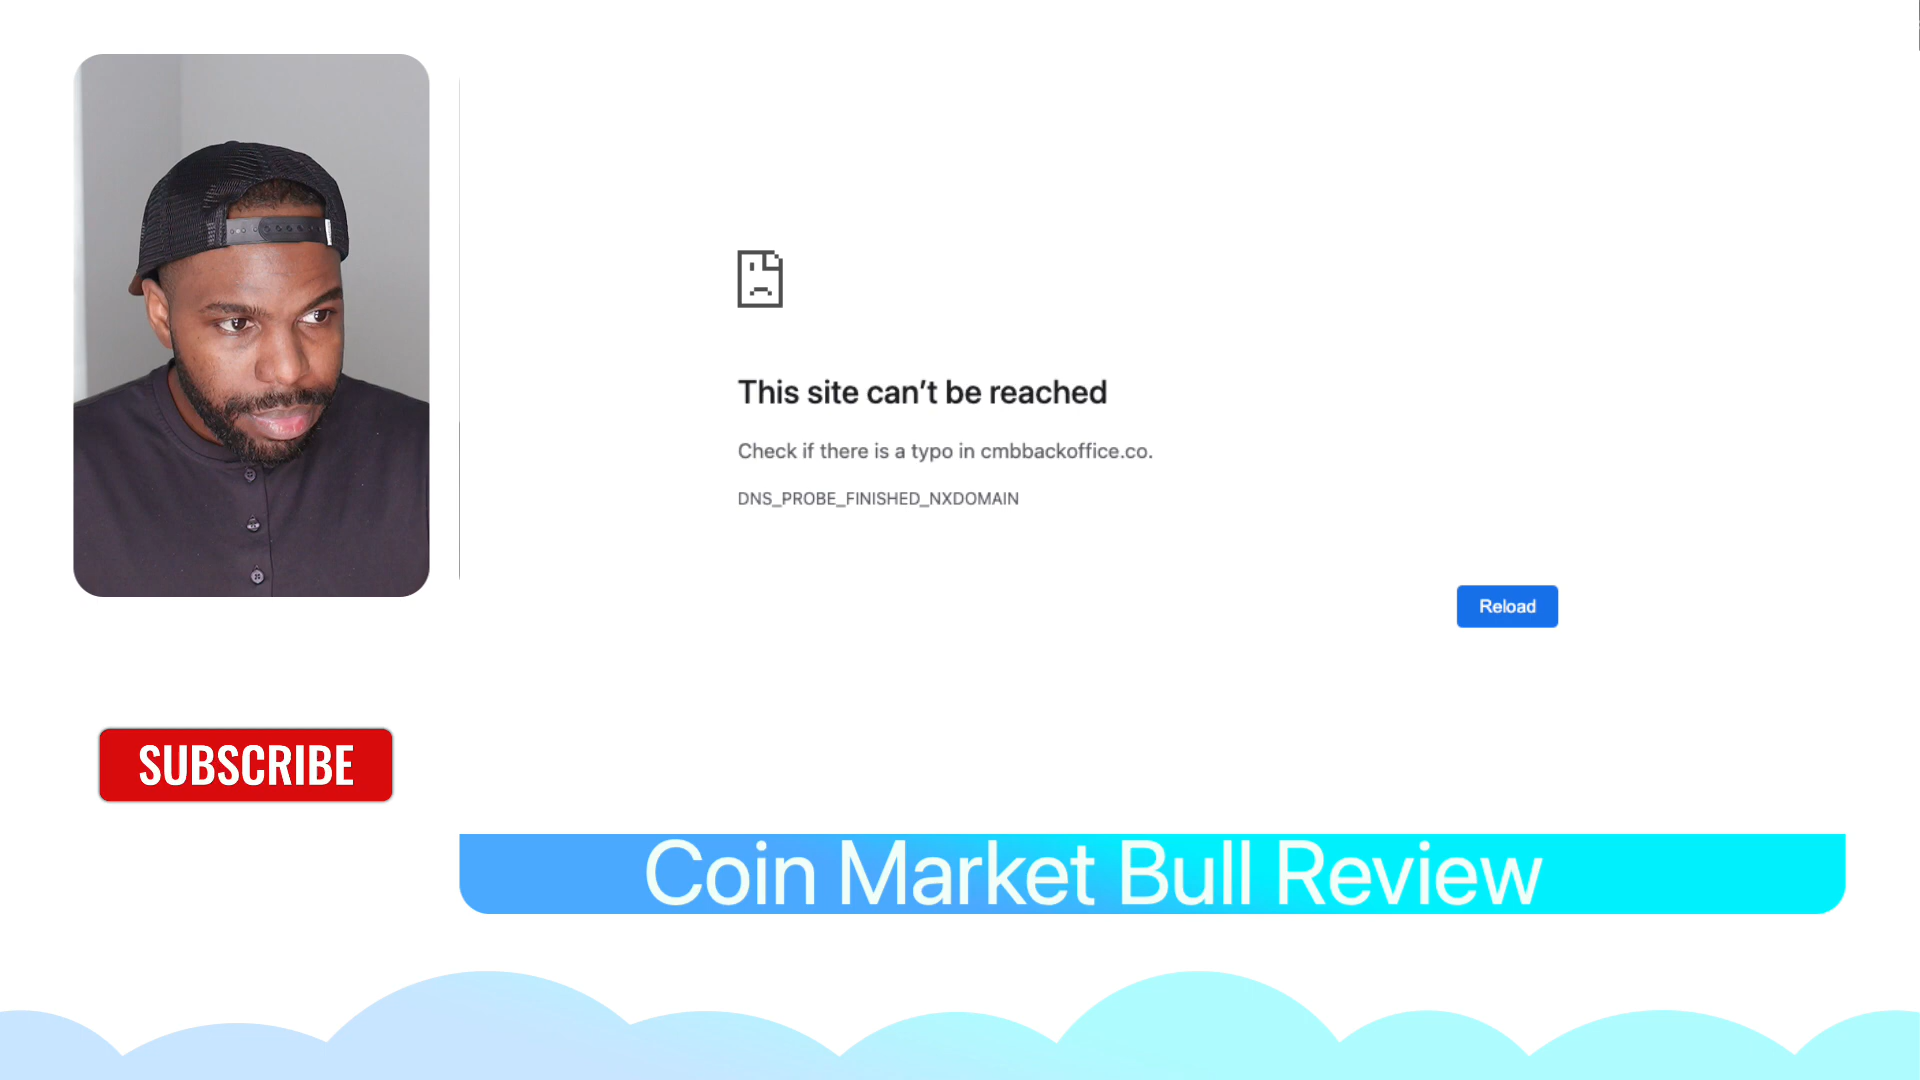 This site can’t be reached
Check if there is a typo in cmbbackoffice.co.
DNS_PROBE_FINISHED_NXDOMAIN
Reload
SUBSCRIBE
Coin Market Bull Review